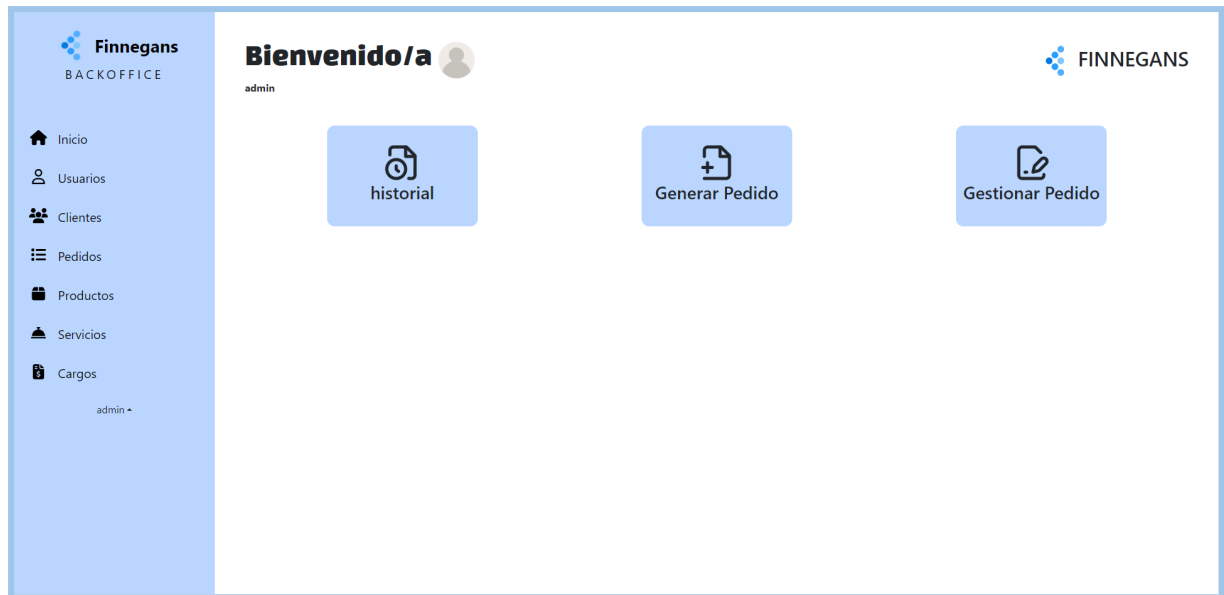 Finnegans
BACKOFFICE
Inicio
Usuarios
Clientes
Pedidos
Productos
Servicios
Cargos
admin
Bienvenido/a
admin
FINNEGANS
historial
Generar Pedido
Gestionar Pedido